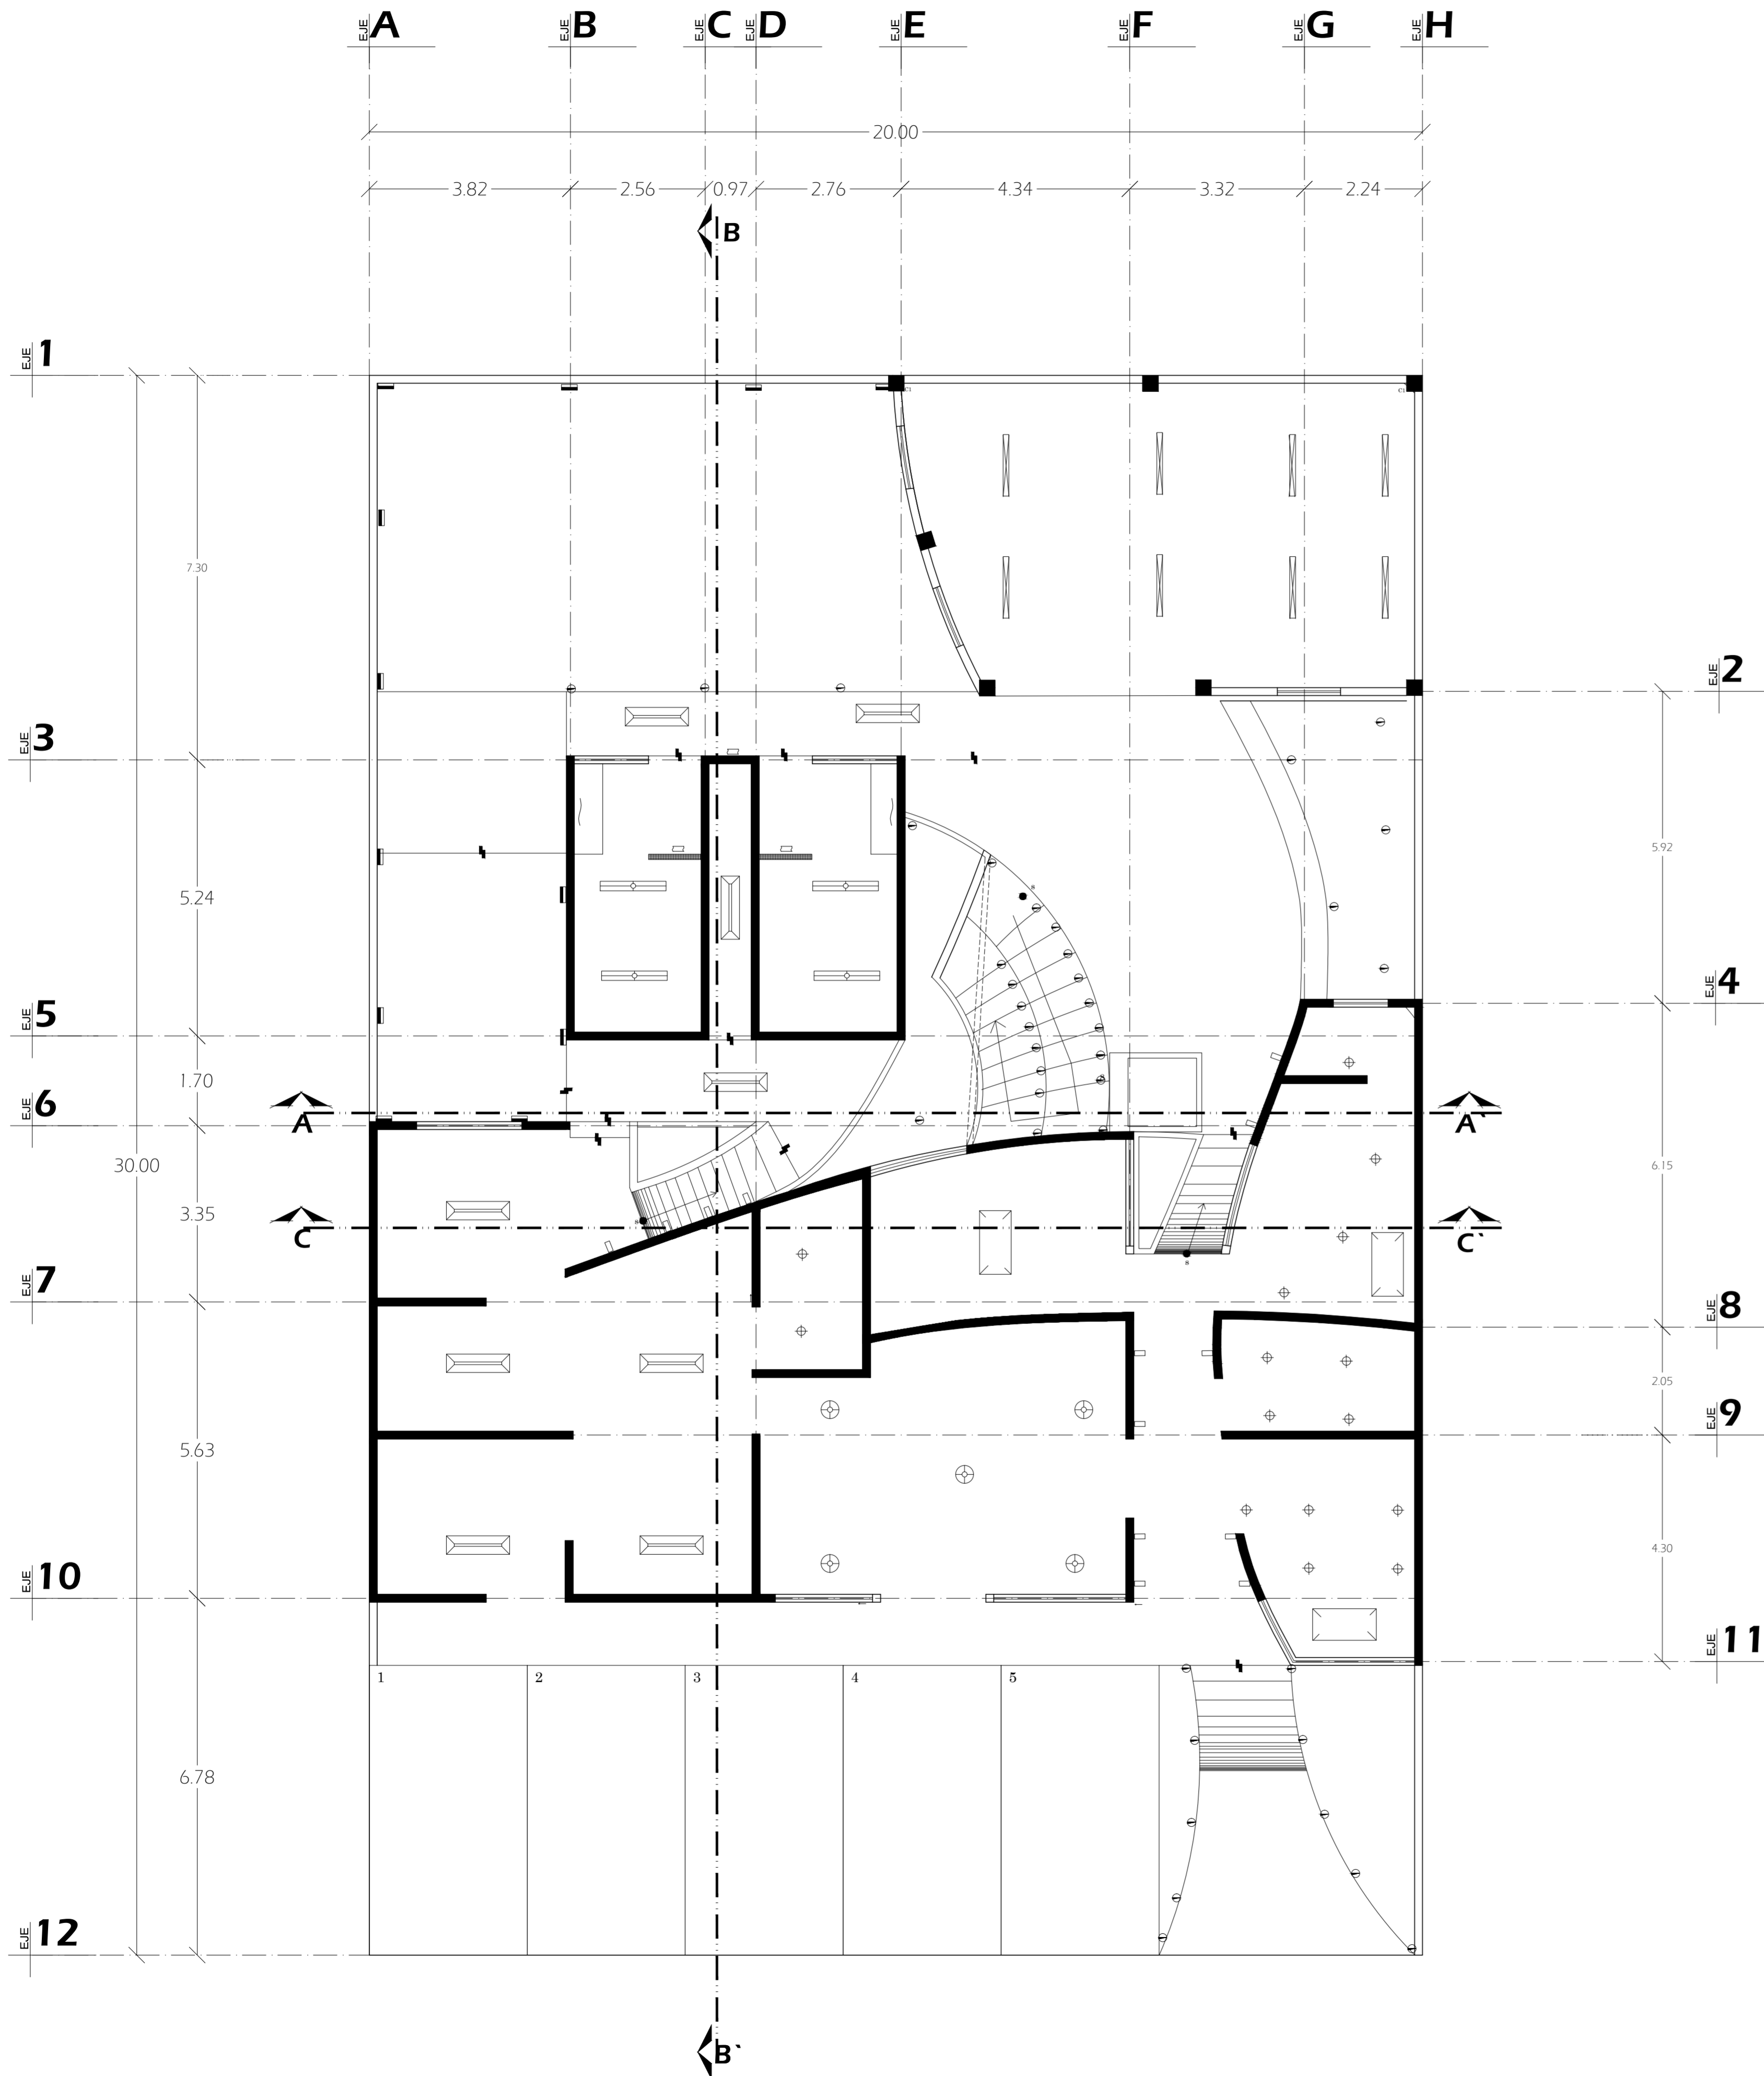 EJE A EJE B EJE C EJE D EJE E EJE F EJE G EJE H
20.00
3.82 2.56 0.97 2.76 4.34 3.32 2.24
B
EJE 1
C1 C1
7.30
EJE 2
EJE 3
5.92
5.24
S
EJE 4
EJE 5
1.70
S
EJE 6
A A`
30.00
6.15
3.35
S
C C`
S
EJE 7
EJE 8
2.05
EJE 9
5.63
4.30
EJE 10
EJE 11
1 2 3 4 5
6.78
EJE 12
B`